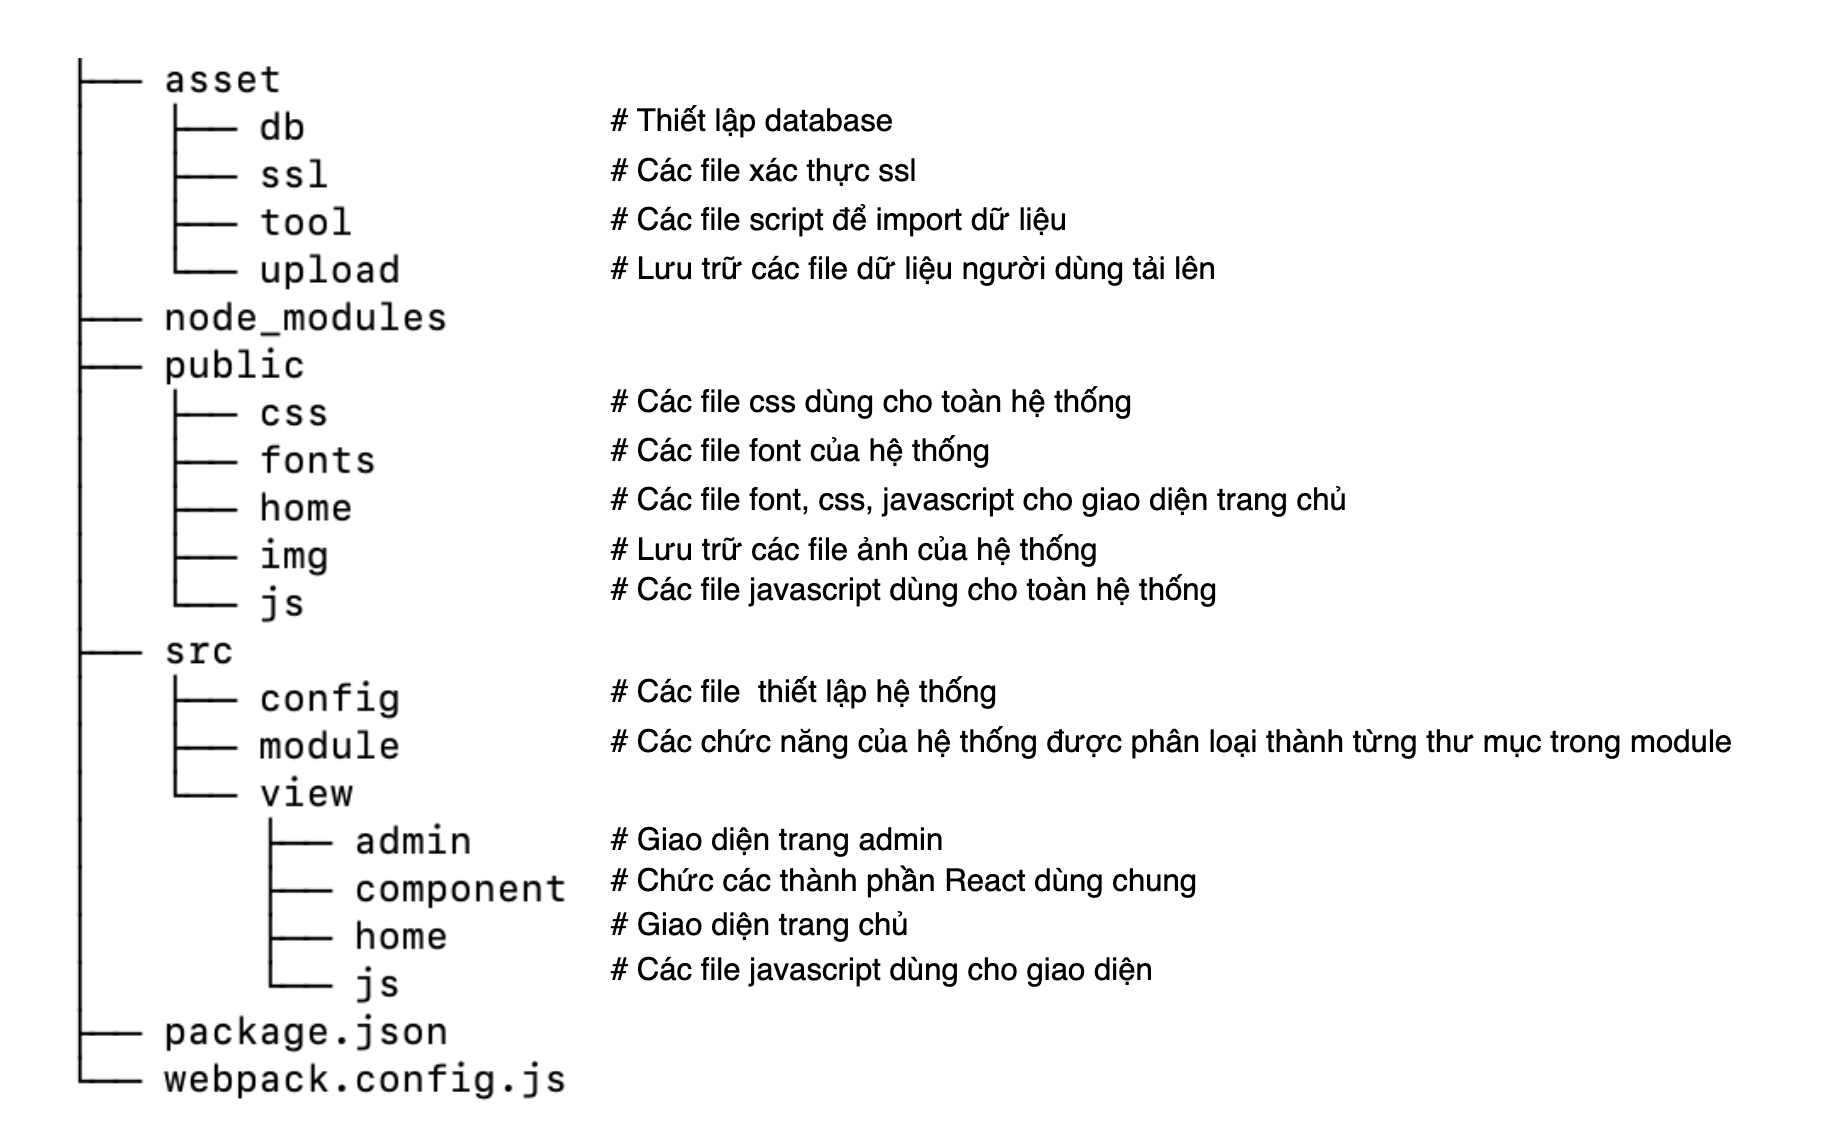 asset
db # Thiết lập database
ssl # Các file xác thực ssl
tool # Các file script để import dữ liệu
upload # Lưu trữ các file dữ liệu người dùng tải lên
node_modules
public
css # Các file css dùng cho toàn hệ thống
fonts # Các file font của hệ thống
home # Các file font, css, javascript cho giao diện trang chủ
img # Lưu trữ các file ảnh của hệ thống
js # Các file javascript dùng cho toàn hệ thống
src
config # Các file  thiết lập hệ thống
module # Các chức năng của hệ thống được phân loại thành từng thư mục trong module
view
admin # Giao diện trang admin
component # Chức các thành phần React dùng chung
home # Giao diện trang chủ
js # Các file javascript dùng cho giao diện
package.json
webpack.config.js